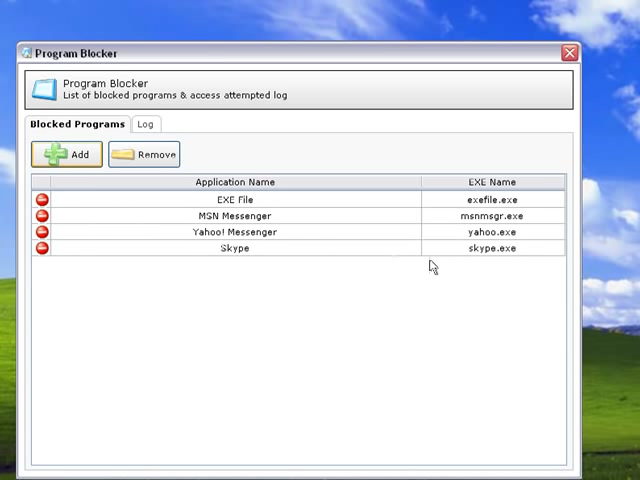 Program Blocker
Program Blocker
List of blocked programs & access attempted log
Blocked Programs Log
Add Remove
Application Name EXE Name
EXE File exefile.exe
MSN Messenger msnmsgr.exe
Yahoo! Messenger yahoo.exe
Skype skype.exe